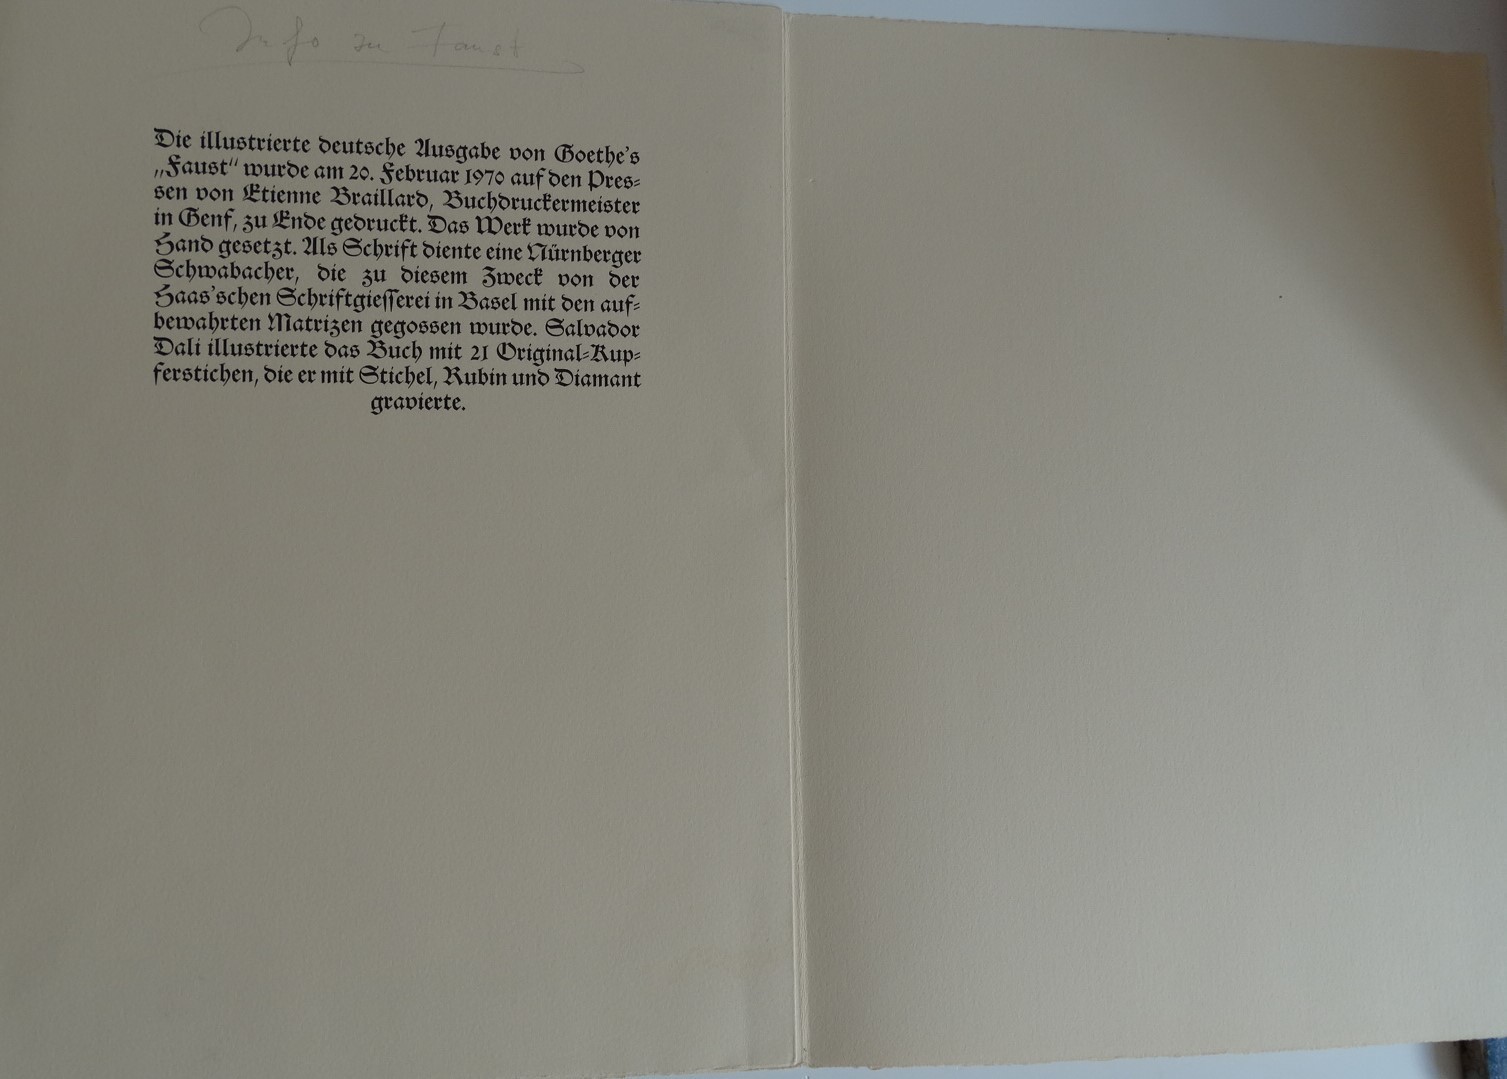 Info zu Faust
Die illustrierte deutsche Ausgabe von Goethe's
„Faust“ wurde am 20. Februar 1970 auf den Pres-
sen von Etienne Braillard, Buchdruckermeister
in Genf, zu Ende gedruckt. Das Werk wurde von
Hand gesetzt. Als Schrift diente eine Nürnberger
Schwabacher, die zu diesem Zweck von der
Haas'schen Schriftgiesserei in Basel mit den auf-
bewahrten Matrizen gegossen wurde. Salvador
Dali illustrierte das Buch mit 21 Original-Kup-
ferstichen, die er mit Stichel, Rubin und Diamant
gravierte.